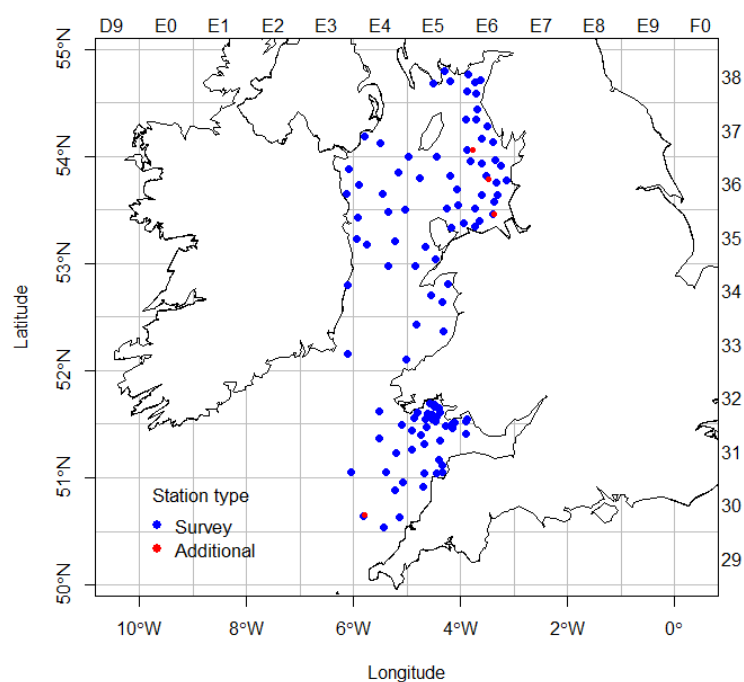 D9 E0 E1 E2 E3 E4 E5 E6 E7 E8 E9 F0
55°N
38
37
54°N
36
35
53°N
34
33
52°N
32
31
51°N
30
29
50°N
Latitude
Station type
Survey
Additional
10°W 8°W 6°W 4°W 2°W 0°
Longitude